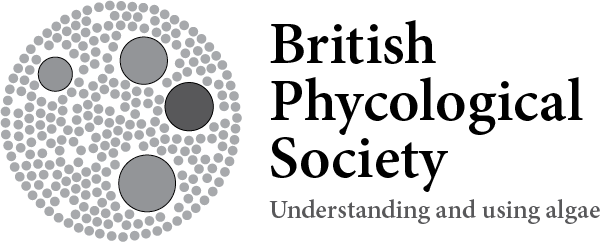 British
Phycological
Society
Understanding and using algae